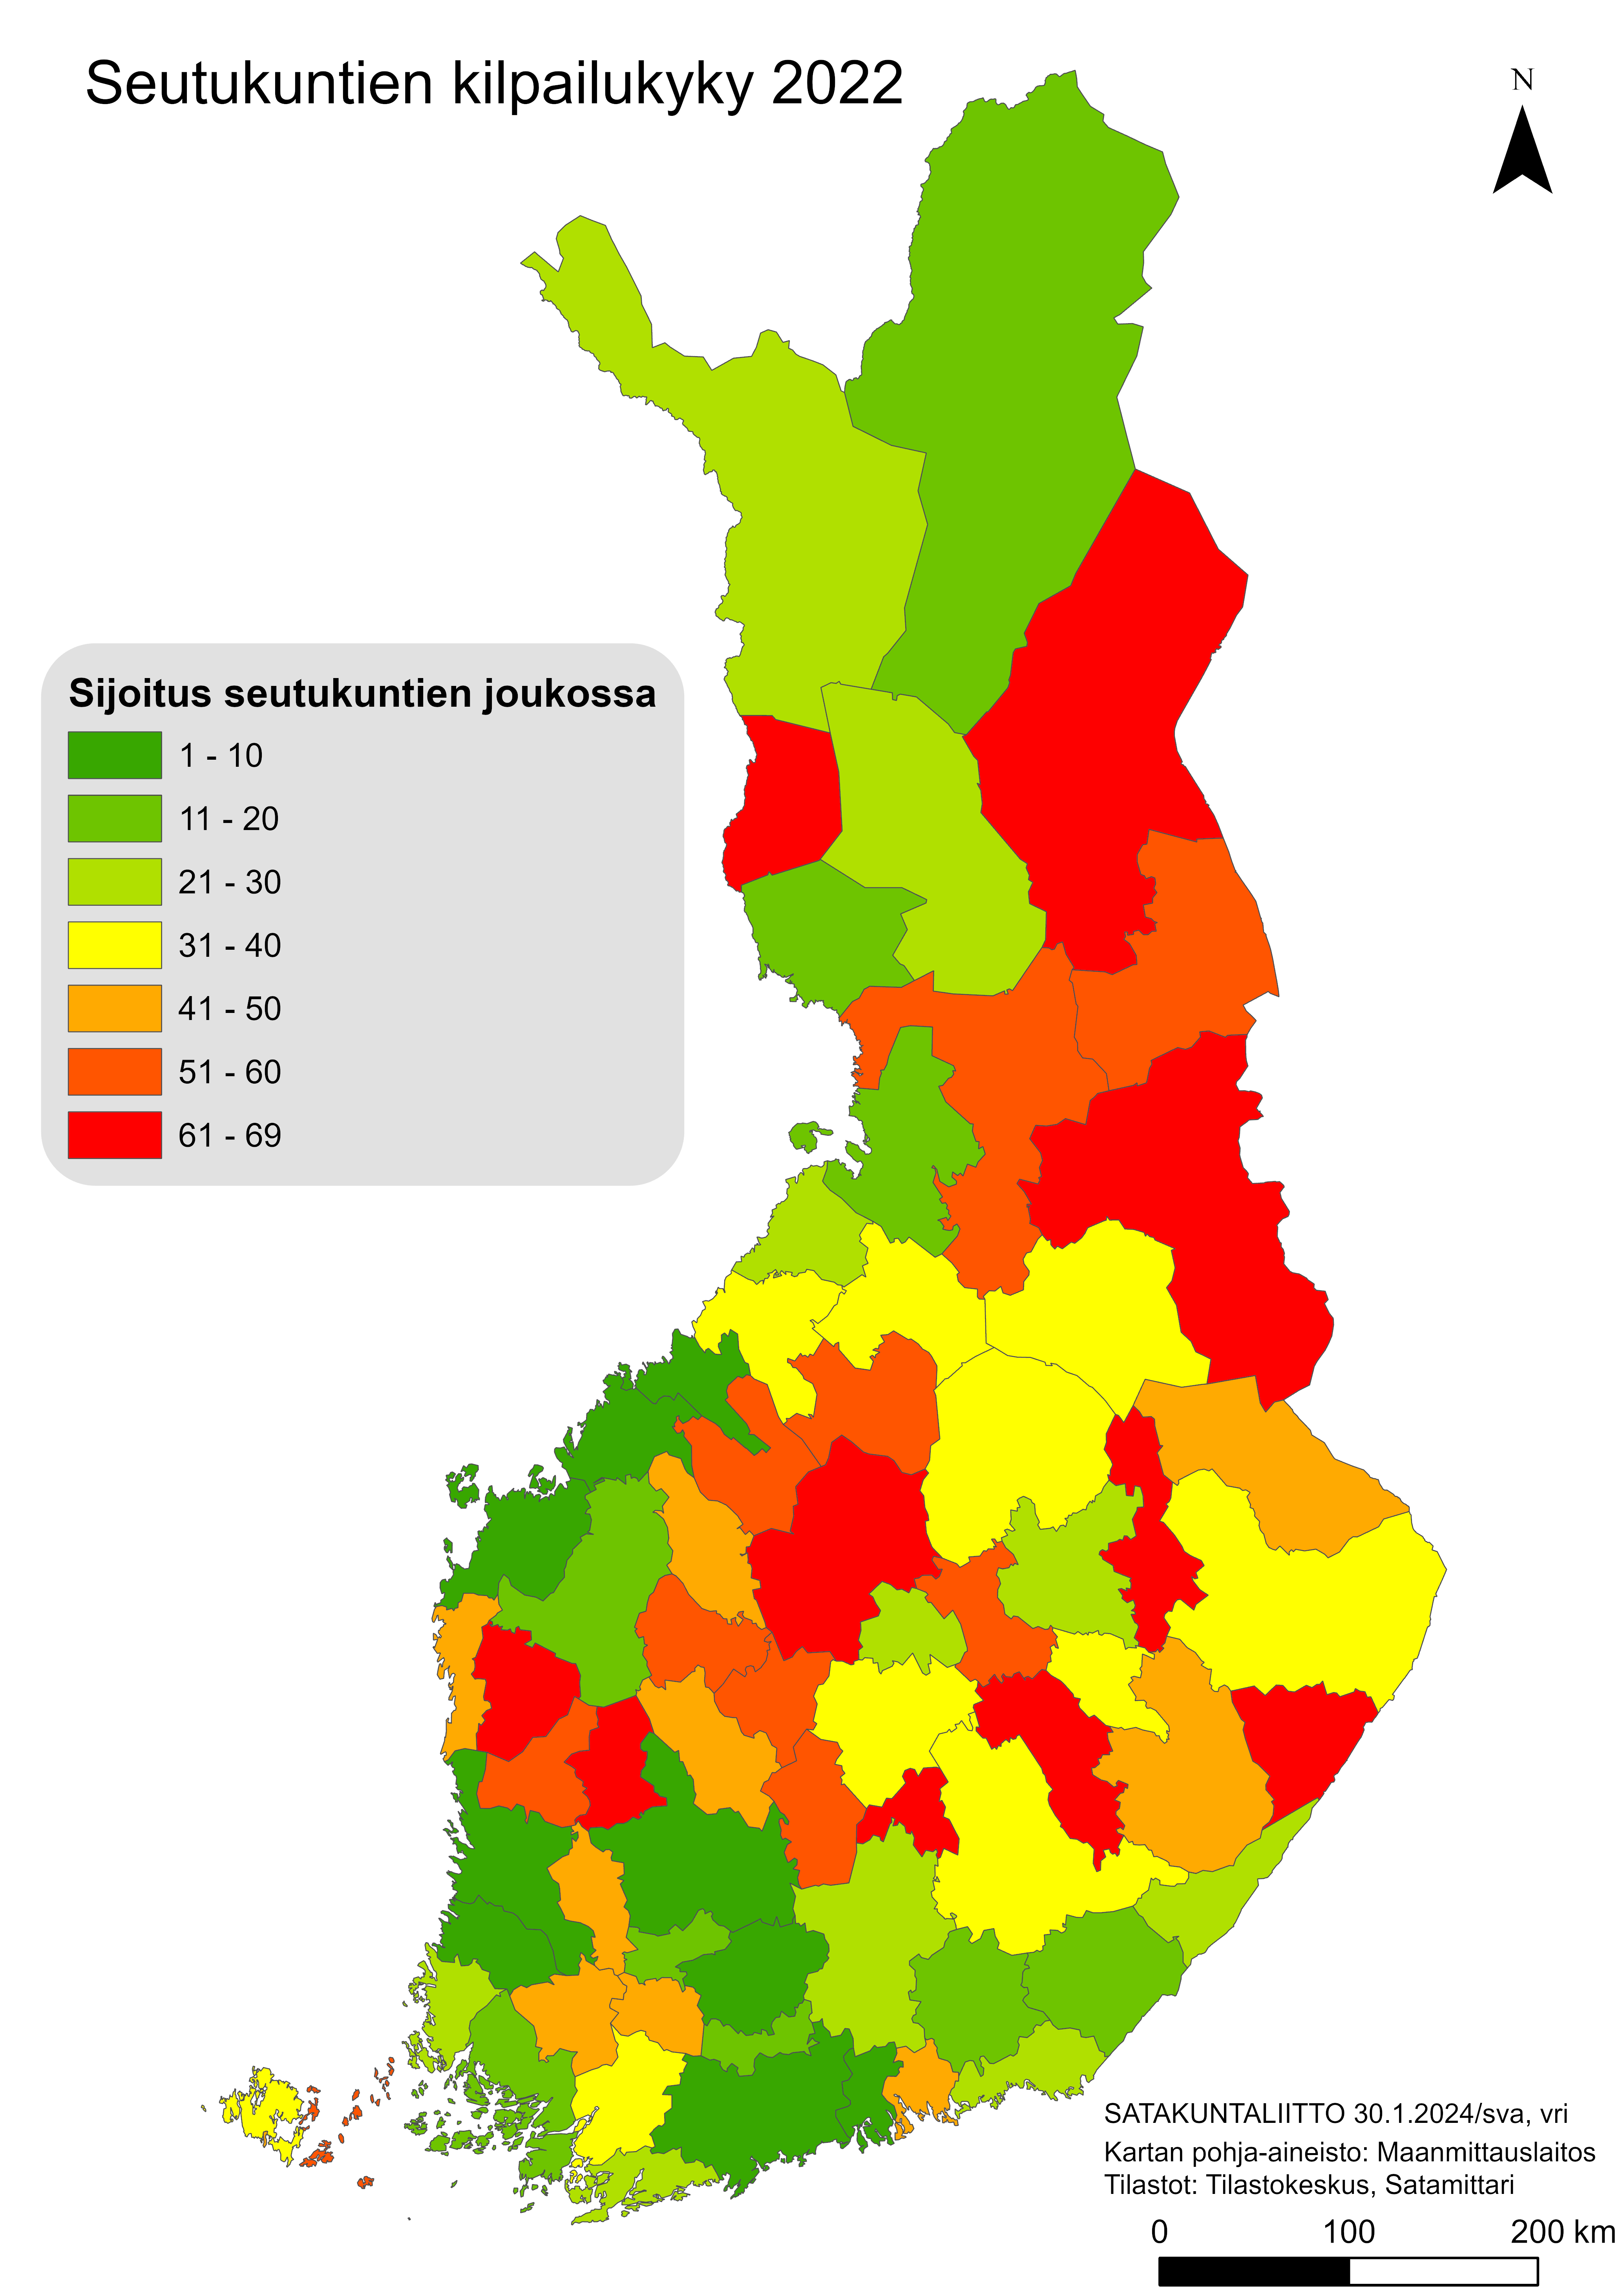 Seutukuntien kilpailukyky 2022
N
Sijoitus seutukuntien joukossa
1 - 10
11 - 20
21 - 30
31 - 40
41 - 50
51 - 60
61 - 69
SATAKUNTALIITTO 30.1.2024/sva, vri
Kartan pohja-aineisto: Maanmittauslaitos
Tilastot: Tilastokeskus, Satamittari
0 100 200 km